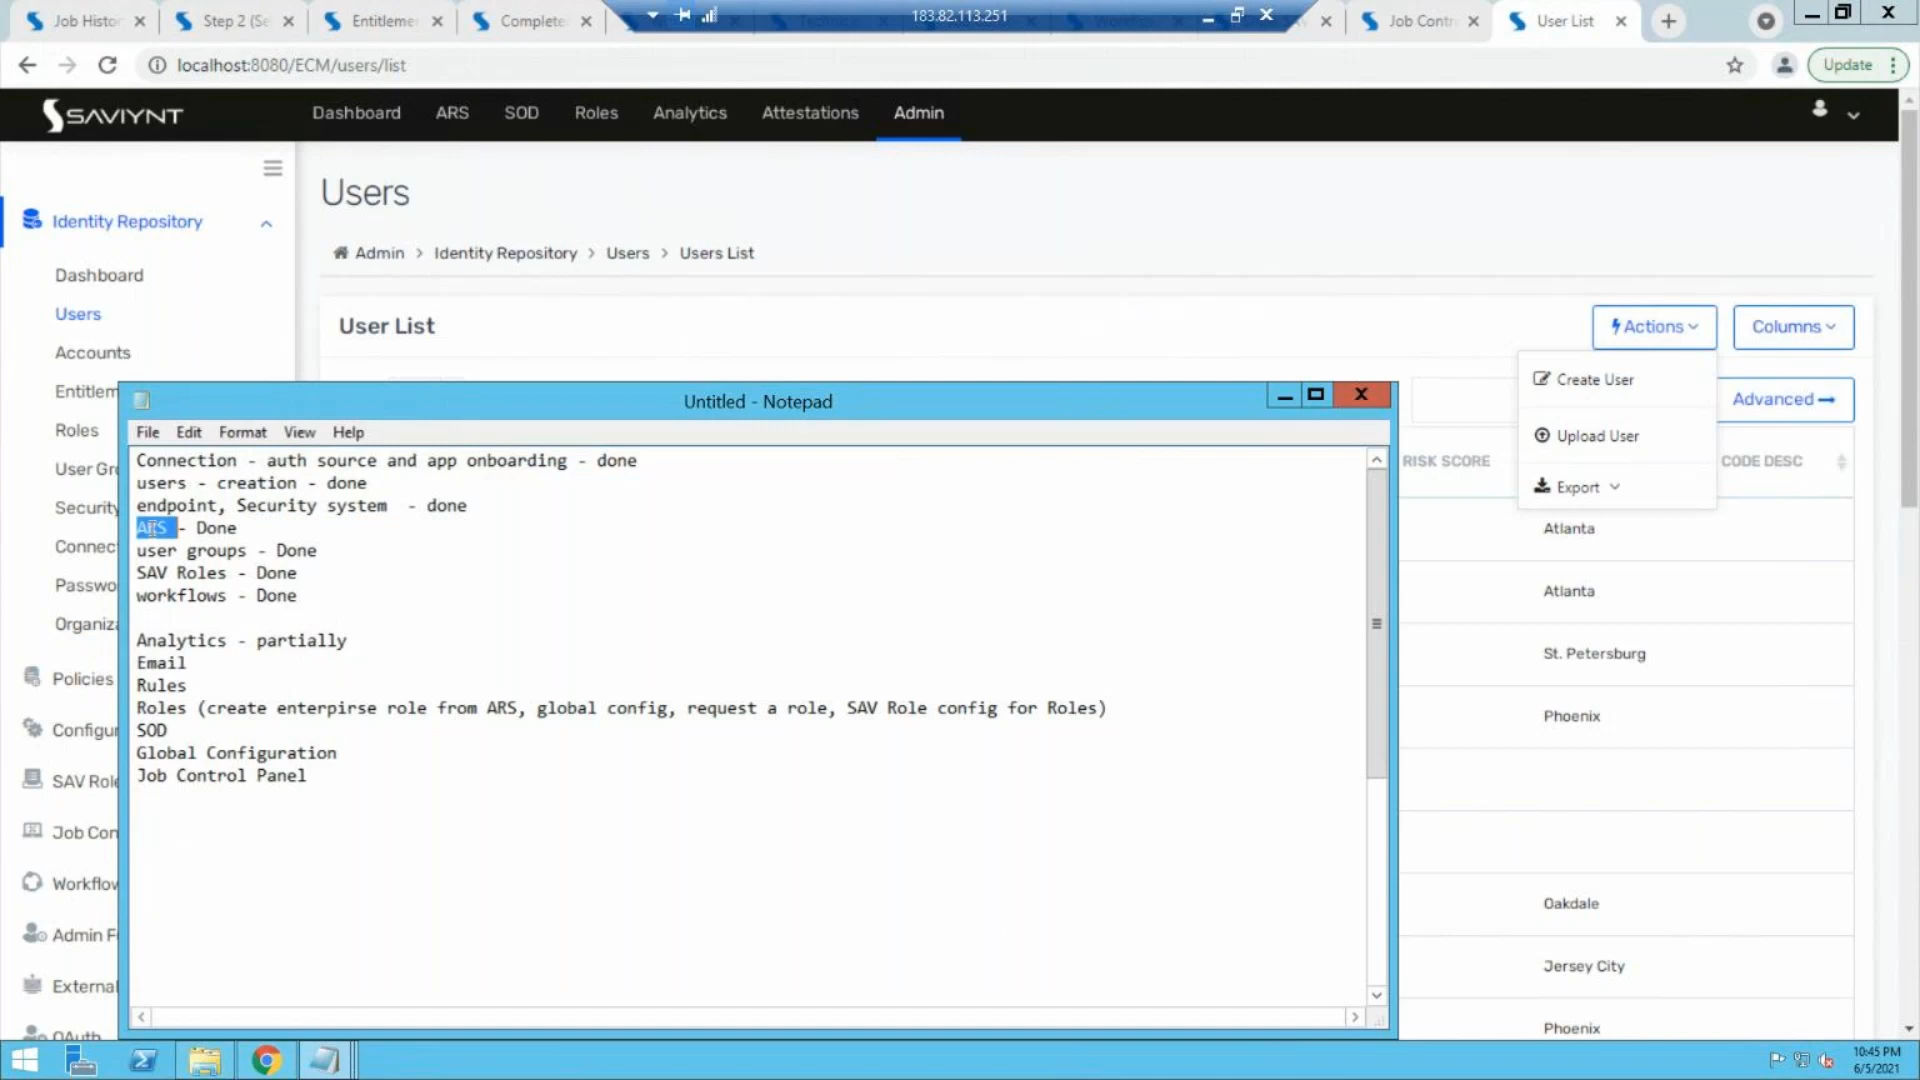 Job Histor
Step 2 (Se
Entitleme
Complete
183.82.113.251
Job Contr
User List
localhost:8080/ECM/users/list
Update
SAVIYNT
Dashboard
ARS
SOD
Roles
Analytics
Attestations
Admin
Users
Identity Repository
Admin > Identity Repository > Users > Users List
Dashboard
Users
User List
Actions
Columns
Accounts
Create User
Entitlem
Untitled - Notepad
Advanced
Roles
File Edit Format View Help
Upload User
User Gr
Connection - auth source and app onboarding - done
RISK SCORE
CODE DESC
users - creation - done
Export
Security
endpoint, Security system  - done
ARS - Done
Atlanta
Connec
user groups - Done
SAV Roles - Done
Passwo
workflows - Done
Atlanta
Organiza
Analytics - partially
St. Petersburg
Email
Policies
Rules
Roles (create enterpirse role from ARS, global config, request a role, SAV Role config for Roles)
Phoenix
Configur
SOD
Global Configuration
SAV Role
Job Control Panel
Job Con
Workflow
Oakdale
Admin F
Jersey City
External
Phoenix
OAuth
10:45 PM
6/5/2021